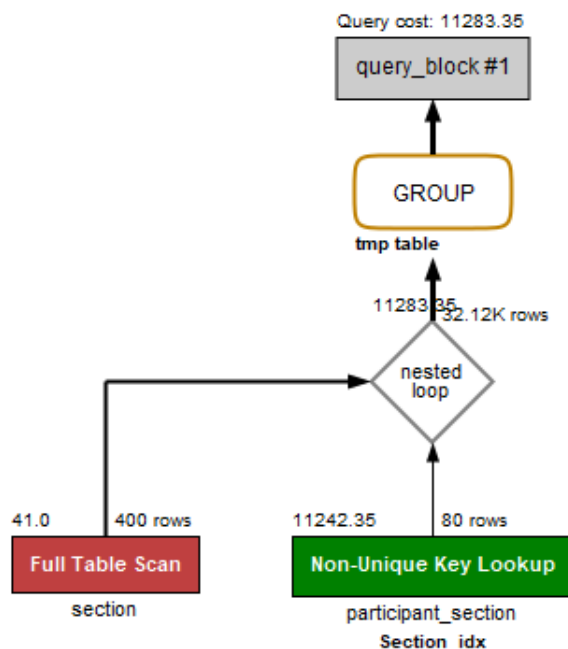 Query cost: 11283.35
query_block #1
GROUP
tmp table
11283.35
32.12K rows
nested
loop
41.0 400 rows
11242.35 80 rows
Full Table Scan
Non-Unique Key Lookup
section
participant_section
Section_idx